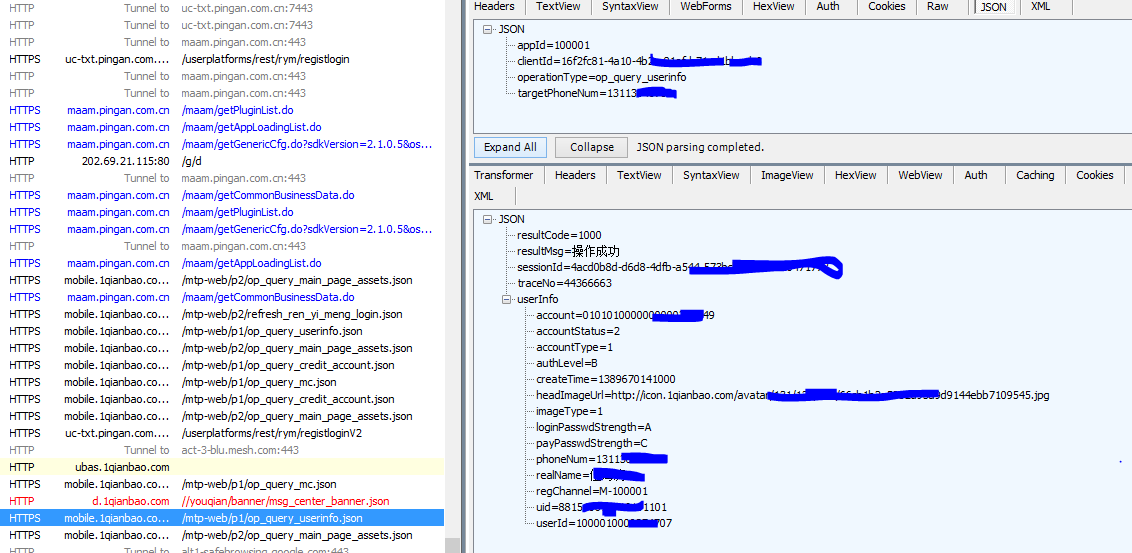 HTTP Tunnel to uc-txt.pingan.com.cn:7443
HTTP Tunnel to uc-txt.pingan.com.cn:7443
HTTP Tunnel to maam.pingan.com.cn:443
HTTPS uc-txt.pingan.com.... /userplatforms/rest/rym/registlogin
HTTP Tunnel to maam.pingan.com.cn:443
HTTP Tunnel to maam.pingan.com.cn:443
HTTPS maam.pingan.com.cn /maam/getPluginList.do
HTTPS maam.pingan.com.cn /maam/getAppLoadingList.do
HTTPS maam.pingan.com.cn /maam/getGenericCfg.do?sdkVersion=2.1.0.5&os...
HTTP 202.69.21.115:80 /g/d
HTTP Tunnel to maam.pingan.com.cn:443
HTTPS maam.pingan.com.cn /maam/getCommonBusinessData.do
HTTPS maam.pingan.com.cn /maam/getPluginList.do
HTTPS maam.pingan.com.cn /maam/getGenericCfg.do?sdkVersion=2.1.0.5&os...
HTTP Tunnel to maam.pingan.com.cn:443
HTTPS maam.pingan.com.cn /maam/getAppLoadingList.do
HTTPS mobile.1qianbao.co... /mtp-web/p2/op_query_main_page_assets.json
HTTPS maam.pingan.com.cn /maam/getCommonBusinessData.do
HTTPS mobile.1qianbao.co... /mtp-web/p2/refresh_ren_yi_meng_login.json
HTTPS mobile.1qianbao.co... /mtp-web/p1/op_query_userinfo.json
HTTPS mobile.1qianbao.co... /mtp-web/p2/op_query_main_page_assets.json
HTTPS mobile.1qianbao.co... /mtp-web/p1/op_query_credit_account.json
HTTPS mobile.1qianbao.co... /mtp-web/p1/op_query_mc.json
HTTPS mobile.1qianbao.co... /mtp-web/p1/op_query_credit_account.json
HTTPS mobile.1qianbao.co... /mtp-web/p2/op_query_main_page_assets.json
HTTPS uc-txt.pingan.com.... /userplatforms/rest/rym/registloginV2
HTTP Tunnel to act-3-blu.mesh.com:443
HTTP ubas.1qianbao.com
HTTPS mobile.1qianbao.co... /mtp-web/p1/op_query_mc.json
HTTP d.1qianbao.com //youqian/banner/msg_center_banner.json
HTTPS mobile.1qianbao.co... /mtp-web/p1/op_query_userinfo.json
HTTPS mobile.1qianbao.co... /mtp-web/p2/op_query_main_page_assets.json
HTTP Tunnel to alt1-safebrowsing.google.com:443
Headers TextView SyntaxView WebForms HexView Auth Cookies Raw JSON XML
JSON
appId=100001
clientId=16f2fc81-4a10-4b2
operationType=op_query_userinfo
targetPhoneNum=13113
Expand All Collapse JSON parsing completed.
Transformer Headers TextView SyntaxView ImageView HexView WebView Auth Caching Cookies
XML
JSON
resultCode=1000
resultMsg=操作成功
sessionId=4acd0b8d-d6d8-4dfb-a544-573b
traceNo=44366663
userInfo
account=010101000000000 49
accountStatus=2
accountType=1
authLevel=B
createTime=1389670141000
headImageUrl=http://icon.1qianbao.com/avatar/ d9144ebb7109545.jpg
imageType=1
loginPasswdStrength=A
payPasswdStrength=C
phoneNum=1311
realName=
regChannel=M-100001
uid=8815 1101
userId=100001000 707